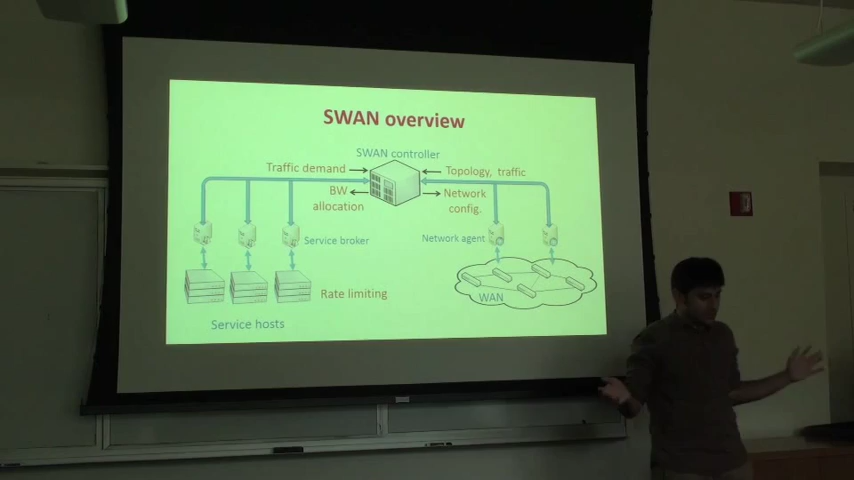 SWAN overview
SWAN controller
Traffic demand
Topology, traffic
BW
allocation
Network
config.
Service broker
Network agent
Rate limiting
WAN
Service hosts